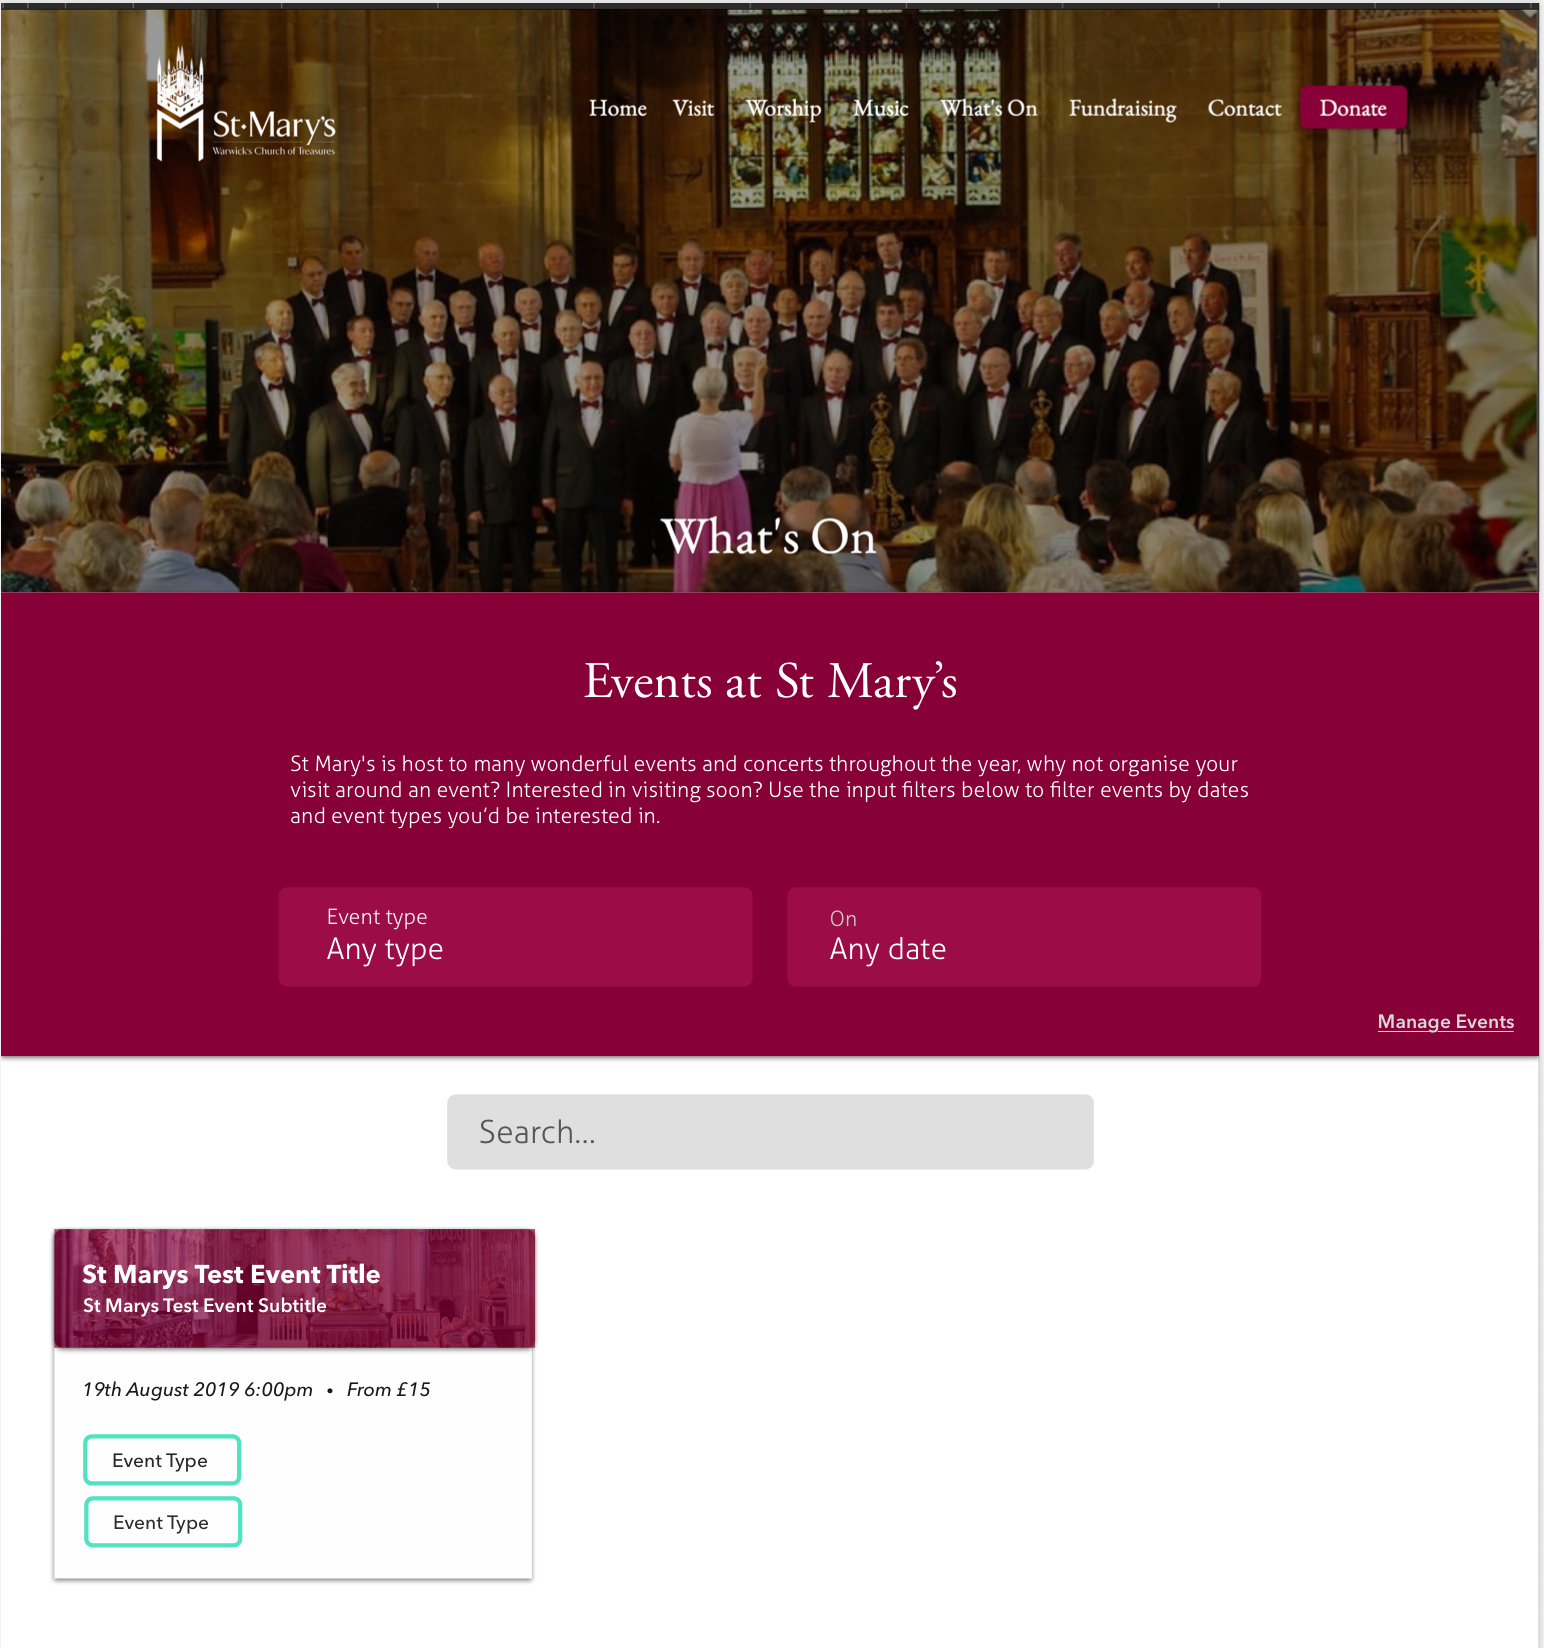 St·Mary's
Warwick's Church of Treasures
Home Visit Worship Music What's On Fundraising Contact Donate
What's On
Events at St Mary’s
St Mary's is host to many wonderful events and concerts throughout the year, why not organise your
visit around an event? Interested in visiting soon? Use the input filters below to filter events by dates
and event types you’d be interested in.
Event type
Any type
On
Any date
Manage Events
Search...
St Marys Test Event Title
St Marys Test Event Subtitle
19th August 2019 6:00pm • From £15
Event Type
Event Type